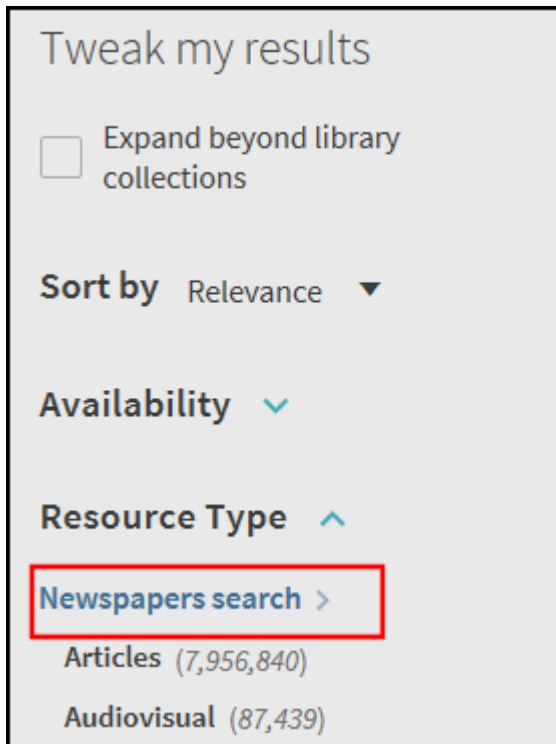 Tweak my results
Expand beyond library
collections
Sort by Relevance
Availability
Resource Type
Newspapers search >
Articles (7,956,840)
Audiovisual (87,439)